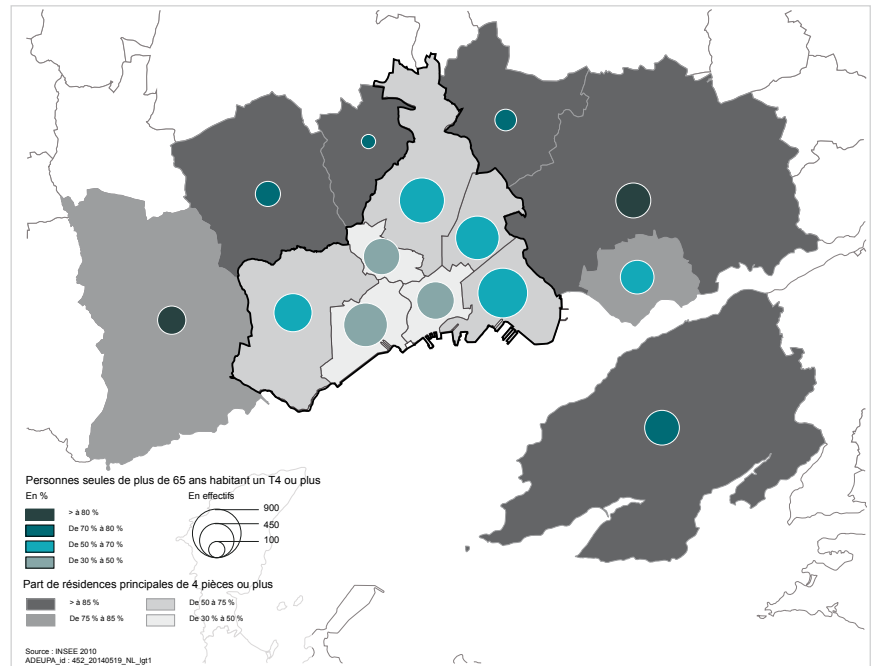 Personnes seules de plus de 65 ans habitant un T4 ou plus
En %
En effectifs
> à 80 %
De 70 % à 80 %
De 50 % à 70 %
De 30 % à 50 %
900
450
100
Part de résidences principales de 4 pièces ou plus
> à 85 %
De 50 à 75 %
De 75 % à 85 %
De 30 % à 50 %
Source : INSEE 2010
ADEUPA_id : 452_20140519_NL_lgt1